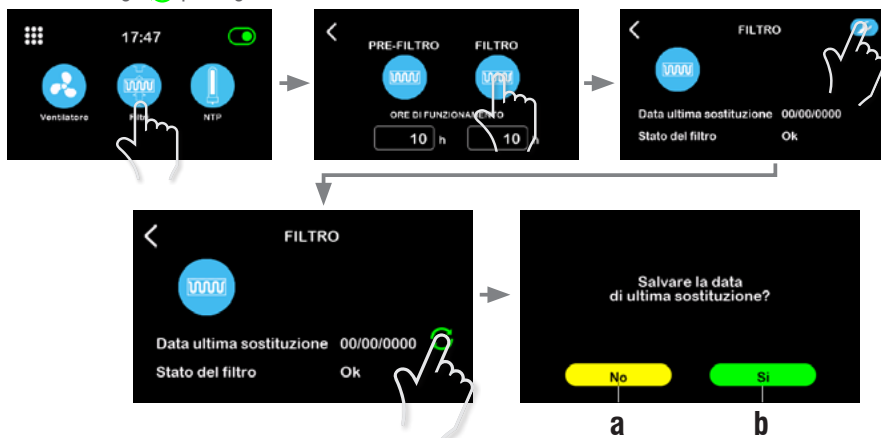 17:47
Ventilatore Filtri NTP
PRE-FILTRO FILTRO
ORE DI FUNZIONAMENTO
10 h 10 h
FILTRO
Data ultima sostituzione 00/00/0000
Stato del filtro Ok
FILTRO
Data ultima sostituzione 00/00/0000
Stato del filtro Ok
Salvare la data
di ultima sostituzione?
No Si
a b